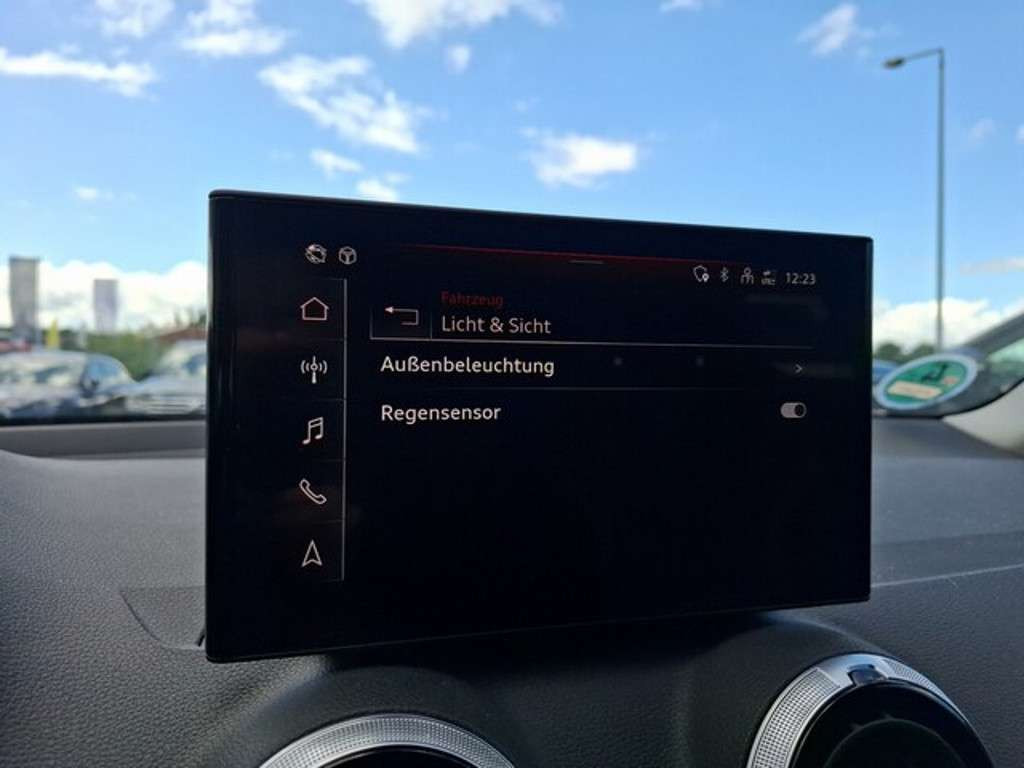 12:23
Fahrzeug
Licht & Sicht
Außenbeleuchtung
Regensensor